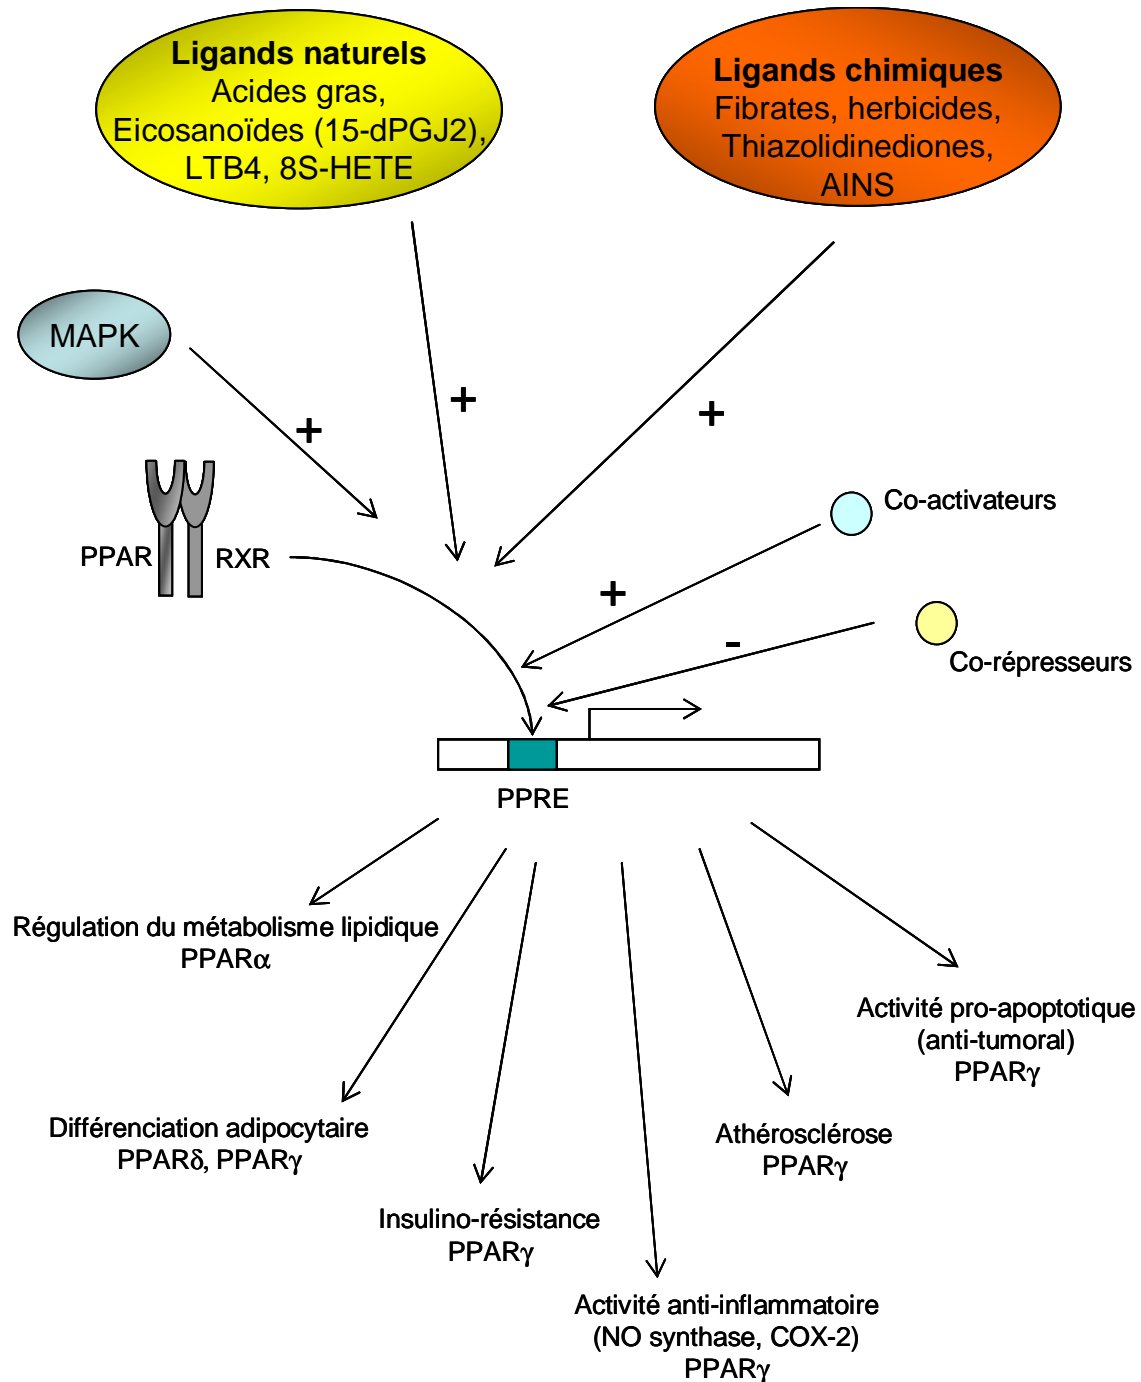 Ligands naturels
Acides gras,
Eicosanoïdes (15-dPGJ2),
LTB4, 8S-HETE
Ligands chimiques
Fibrates, herbicides,
Thiazolidinediones,
AINS
MAPK
+
+
+
PPAR
RXR
Co-activateurs
+
-
Co-répresseurs
PPRE
Régulation du métabolisme lipidique
PPARα
Activité pro-apoptotique
(anti-tumoral)
PPARγ
Différenciation adipocytaire
PPARδ, PPARγ
Athérosclérose
PPARγ
Insulino-résistance
PPARγ
Activité anti-inflammatoire
(NO synthase, COX-2)
PPARγ